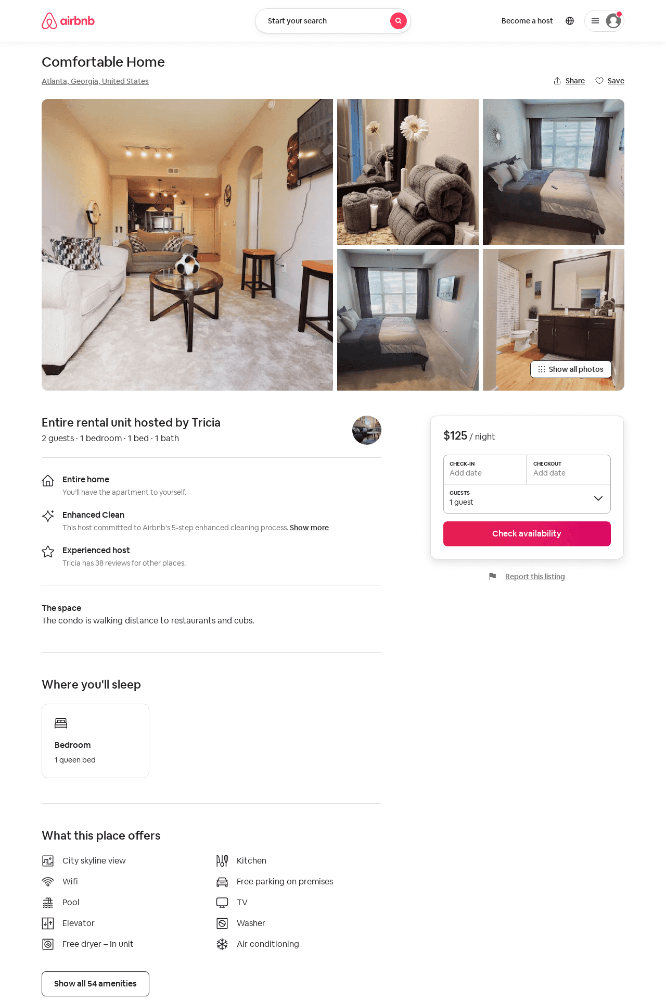 airbnb
Start your search
Become a host
Comfortable Home
Atlanta, Georgia, United States
Share
Save
Show all photos
Entire rental unit hosted by Tricia
2 guests · 1 bedroom · 1 bed · 1 bath
Entire home
You’ll have the apartment to yourself.
Enhanced Clean
This host committed to Airbnb's 5-step enhanced cleaning process. Show more
Experienced host
Tricia has 38 reviews for other places.
$125 / night
CHECK-IN
Add date
CHECKOUT
Add date
GUESTS
1 guest
Check availability
Report this listing
The space
The condo is walking distance to restaurants and cubs.
Where you'll sleep
Bedroom
1 queen bed
What this place offers
City skyline view
Kitchen
Wifi
Free parking on premises
Pool
TV
Elevator
Washer
Free dryer – In unit
Air conditioning
Show all 54 amenities